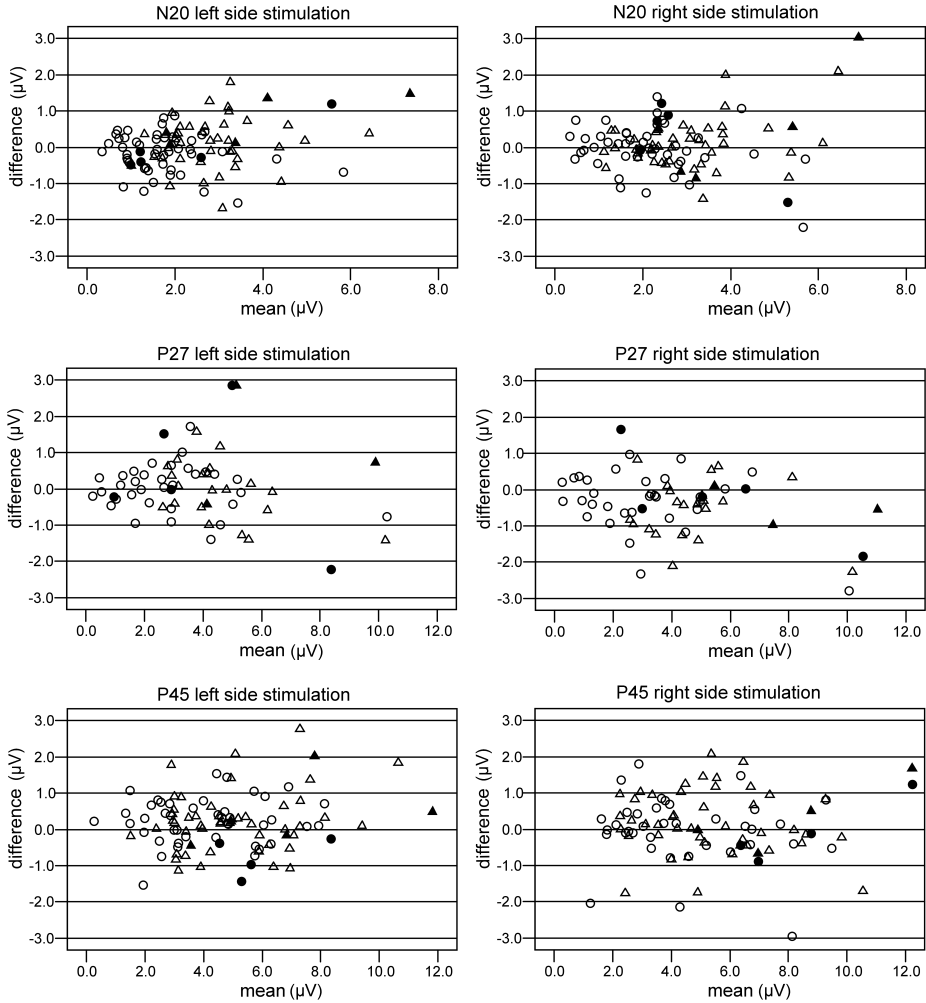 N20 left side stimulation
difference (µV)
3.0
2.0
1.0
0.0
-1.0
-2.0
-3.0
0.0 2.0 4.0 6.0 8.0
mean (µV)
N20 right side stimulation
difference (µV)
3.0
2.0
1.0
0.0
-1.0
-2.0
-3.0
0.0 2.0 4.0 6.0 8.0
mean (µV)
P27 left side stimulation
difference (µV)
3.0
2.0
1.0
0.0
-1.0
-2.0
-3.0
0.0 2.0 4.0 6.0 8.0 10.0 12.0
mean (µV)
P27 right side stimulation
difference (µV)
3.0
2.0
1.0
0.0
-1.0
-2.0
-3.0
0.0 2.0 4.0 6.0 8.0 10.0 12.0
mean (µV)
P45 left side stimulation
difference (µV)
3.0
2.0
1.0
0.0
-1.0
-2.0
-3.0
0.0 2.0 4.0 6.0 8.0 10.0 12.0
mean (µV)
P45 right side stimulation
difference (µV)
3.0
2.0
1.0
0.0
-1.0
-2.0
-3.0
0.0 2.0 4.0 6.0 8.0 10.0 12.0
mean (µV)